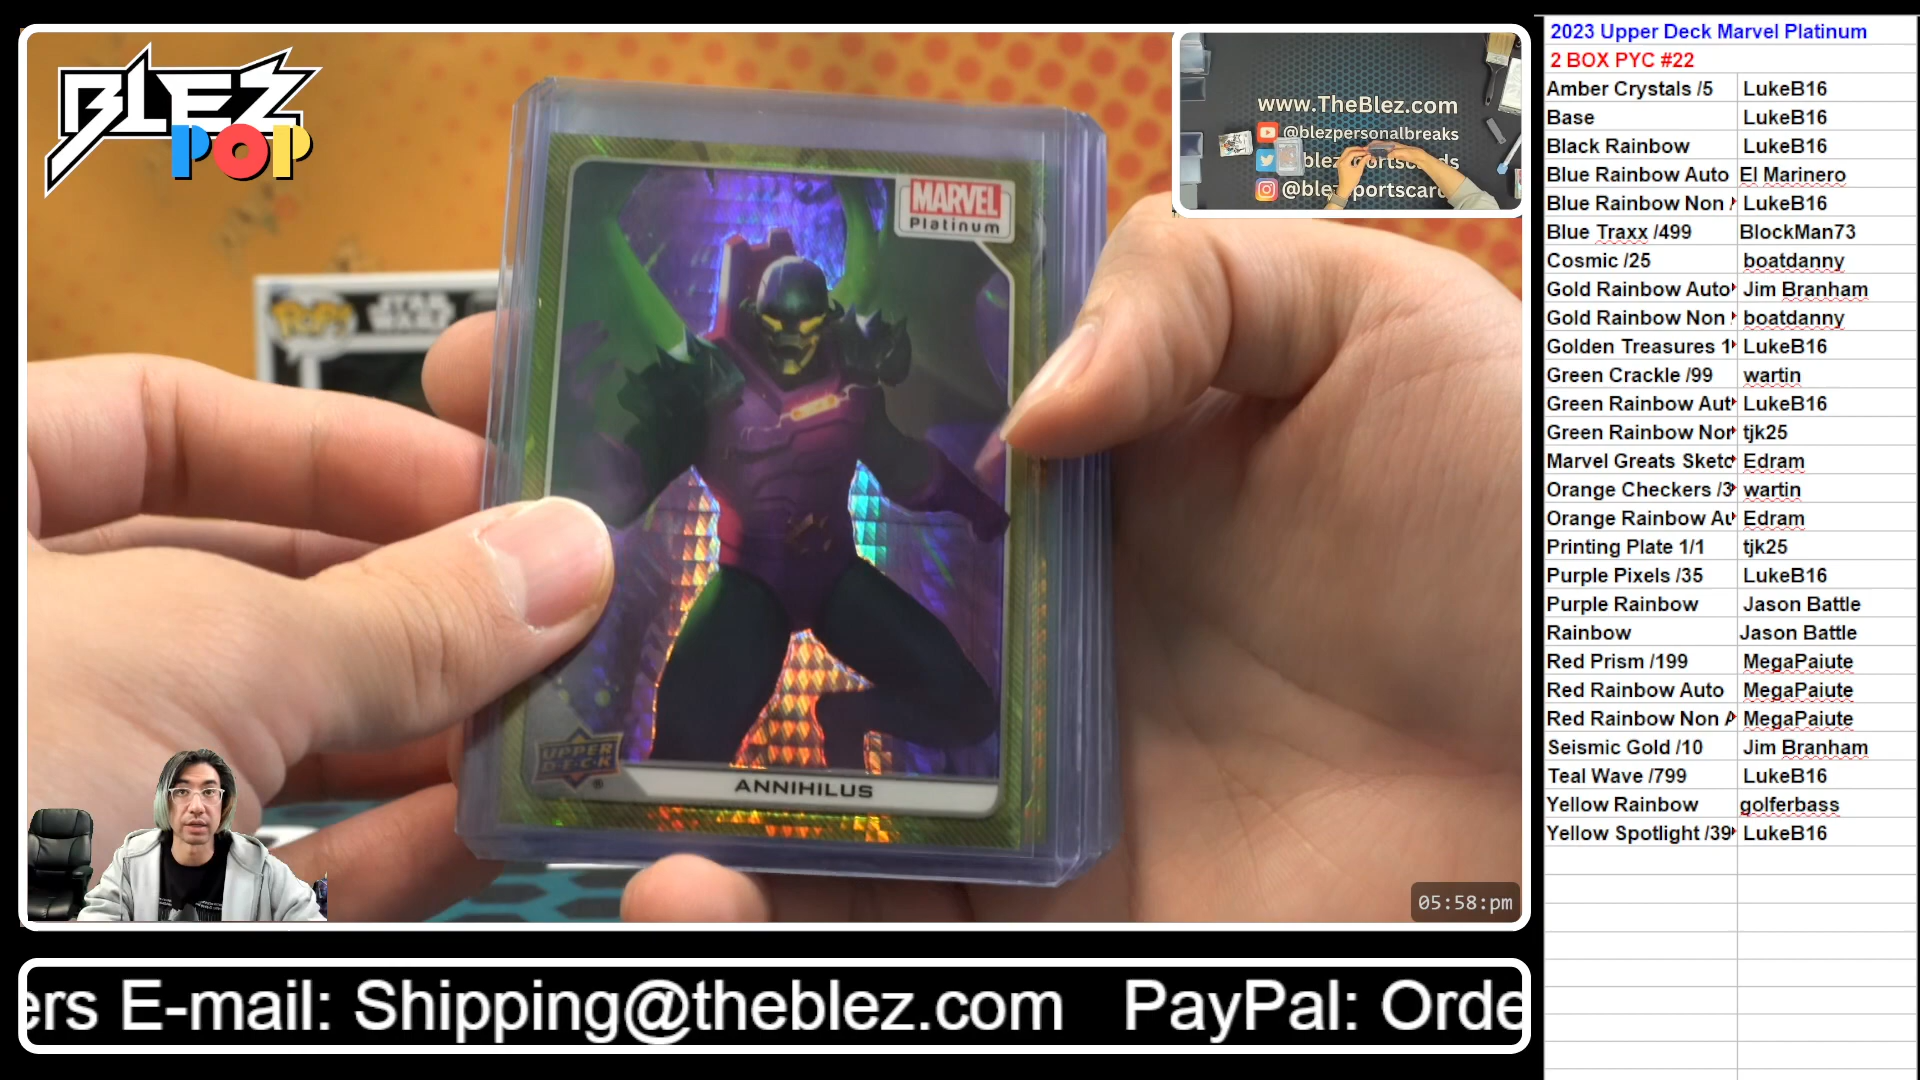 BLEZ
POP
MARVEL
Platinum
UPPER
D·E·C·K
ANNIHILUS
STAR
WARS
www.TheBlez.com
@blezpersonalbreaks
05:58:pm
ers E-mail: Shipping@theblez.com PayPal: Orde
2023 Upper Deck Marvel Platinum
2 BOX PYC #22
Amber Crystals /5 LukeB16
Base LukeB16
Black Rainbow LukeB16
Blue Rainbow Auto El Marinero
Blue Rainbow Non LukeB16
Blue Traxx /499 BlockMan73
Cosmic /25 boatdanny
Gold Rainbow Auto Jim Branham
Gold Rainbow Non boatdanny
Golden Treasures 1 LukeB16
Green Crackle /99 wartin
Green Rainbow Aut LukeB16
Green Rainbow Nor tjk25
Marvel Greats Sketc Edram
Orange Checkers /3 wartin
Orange Rainbow Au Edram
Printing Plate 1/1 tjk25
Purple Pixels /35 LukeB16
Purple Rainbow Jason Battle
Rainbow Jason Battle
Red Prism /199 MegaPaiute
Red Rainbow Auto MegaPaiute
Red Rainbow Non A MegaPaiute
Seismic Gold /10 Jim Branham
Teal Wave /799 LukeB16
Yellow Rainbow golferbass
Yellow Spotlight /39 LukeB16